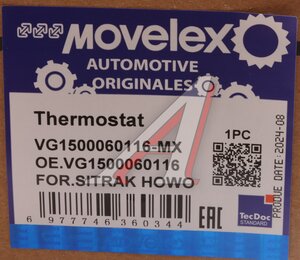 MOVELEX
AUTOMOTIVE
ORIGINALES
Thermostat
VG1500060116-MX
OE.VG1500060116
FOR.SITRAK HOWO
1PC
PRODUE DATE:2024-08
6 977746 360344
EAC
TecDoc
STANDARD